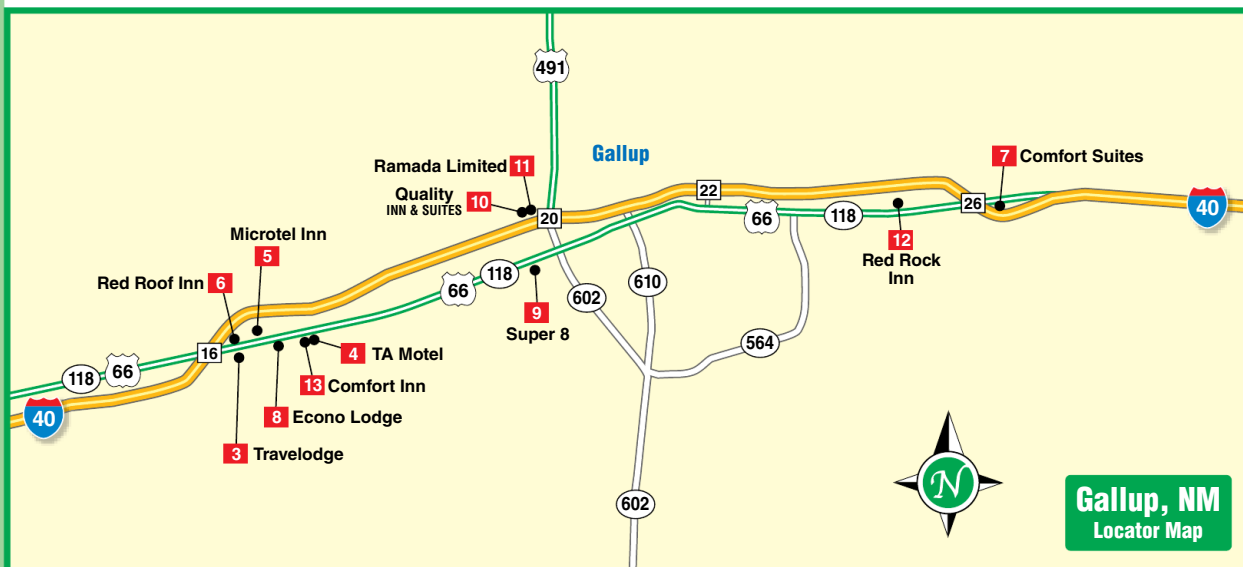 491
Gallup
Ramada Limited 11
Quality
INN & SUITES 10
20
22
7 Comfort Suites
26
40
66
118
12
Red Rock
Inn
Microtel Inn
5
Red Roof Inn 6
118
66
9
Super 8
602
610
564
16
118
66
40
4 TA Motel
13 Comfort Inn
8 Econo Lodge
3 Travelodge
602
N
Gallup, NM
Locator Map